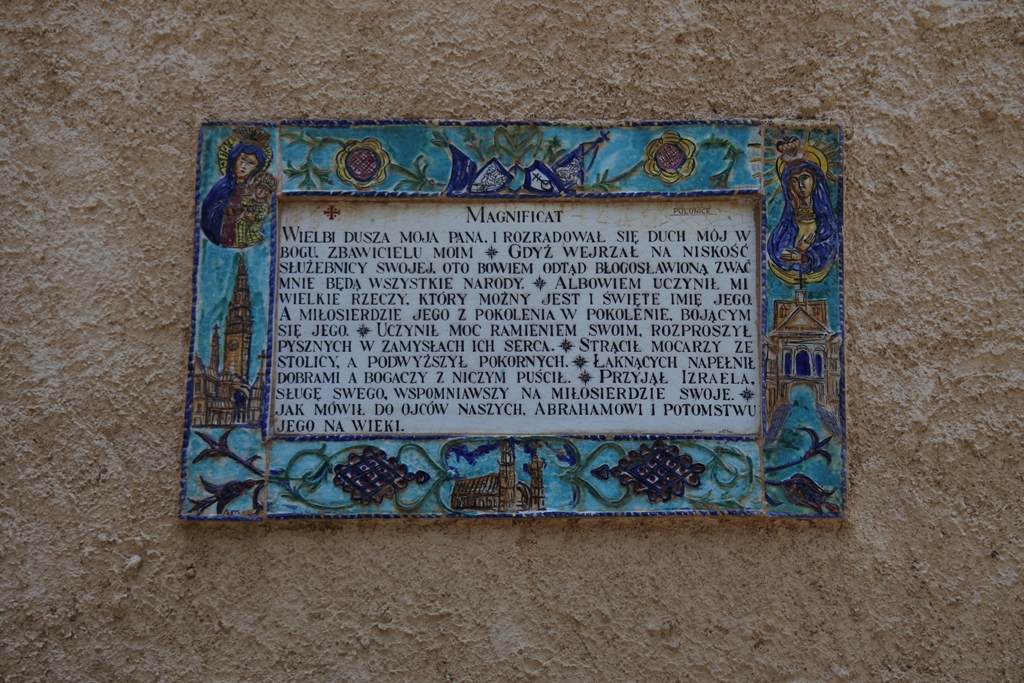 MAGNIFICAT
POLONICE
WIELBI DUSZA MOJA PANA, I ROZRADOWAŁ SIĘ DUCH MÓJ W
BOGU, ZBAWICIELU MOIM GDYŻ WEJRZAŁ NA NISKOŚĆ
SŁUŻEBNICY SWOJEJ, OTO BOWIEM ODTĄD BŁOGOSŁAWIONĄ ZWAĆ
MNIE BĘDĄ WSZYSTKIE NARODY. ALBOWIEM UCZYNIŁ MI
WIELKIE RZECZY, KTÓRY MOŻNY JEST I ŚWIĘTE IMIĘ JEGO.
A MIŁOSIERDZIE JEGO Z POKOLENIA W POKOLENIE, BOJĄCYM
SIĘ JEGO. UCZYNIŁ MOC RAMIENIEM SWOIM, ROZPROSZYŁ
PYSZNYCH W ZAMYSŁACH ICH SERCA. STRĄCIŁ MOCARZY ZE
STOLICY, A PODWYŻSZYŁ POKORNYCH. ŁAKNĄCYCH NAPEŁNIŁ
DOBRAMI A BOGACZY Z NICZYM PUŚCIŁ. PRZYJĄŁ IZRAELA,
SŁUGĘ SWEGO, WSPOMNIAWSZY NA MIŁOSIERDZIE SWOJE.
JAK MÓWIŁ DO OJCÓW NASZYCH, ABRAHAMOWI I POTOMSTWU
JEGO NA WIEKI.